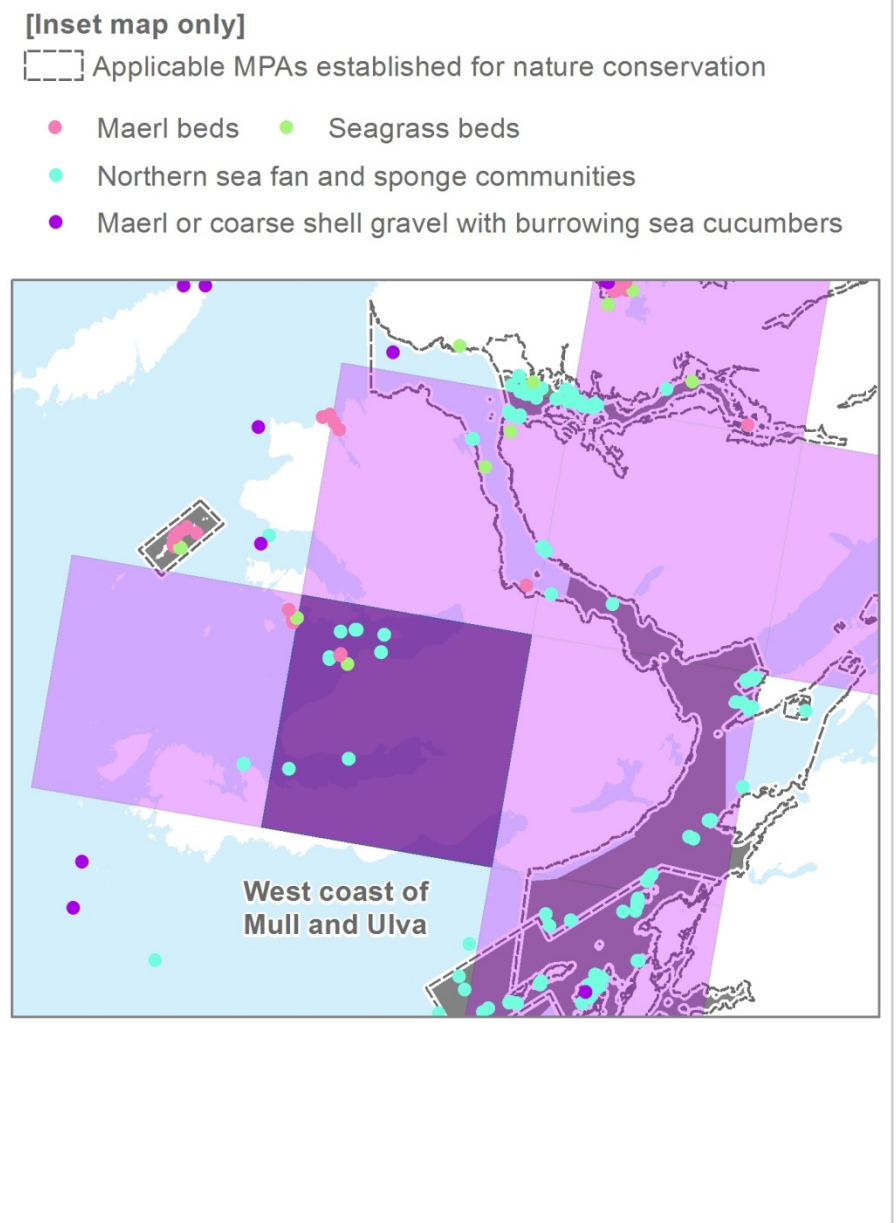 [Inset map only]
Applicable MPAs established for nature conservation
Maerl beds Seagrass beds
Northern sea fan and sponge communities
Maerl or coarse shell gravel with burrowing sea cucumbers
West coast of
Mull and Ulva